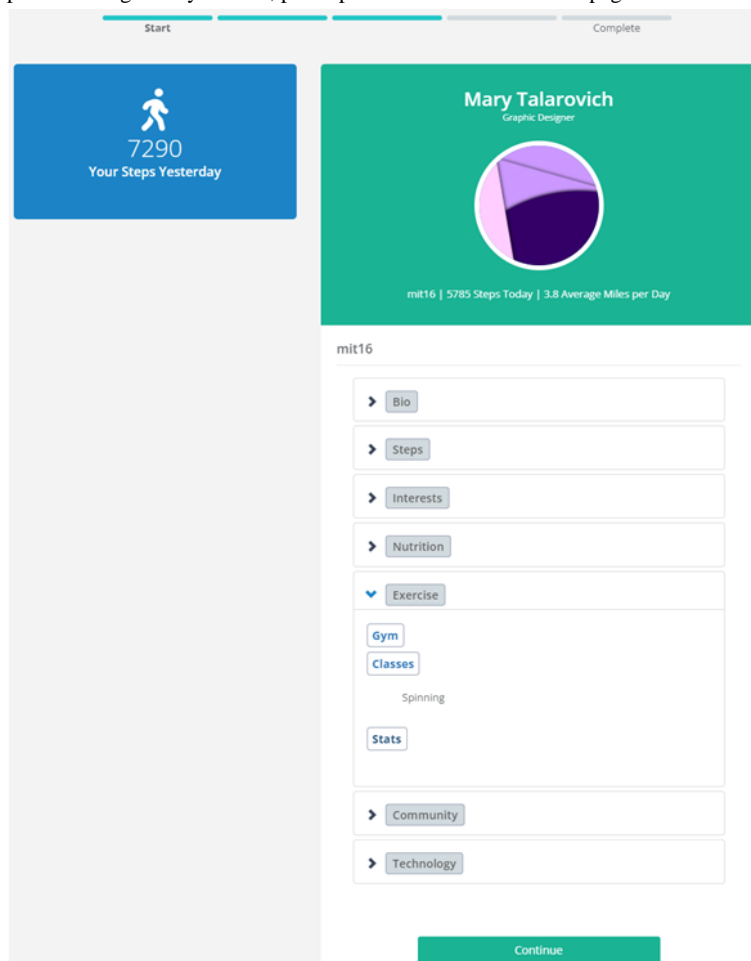 Start
Complete
7290
Your Steps Yesterday
Mary Talarovich
Graphic Designer
mit16 | 5785 Steps Today | 3.8 Average Miles per Day
mit16
Bio
Steps
Interests
Nutrition
Exercise
Gym
Classes
Spinning
Stats
Community
Technology
Continue